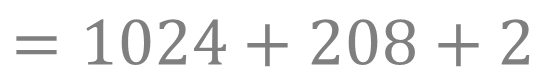 = 1024 + 208 + 2